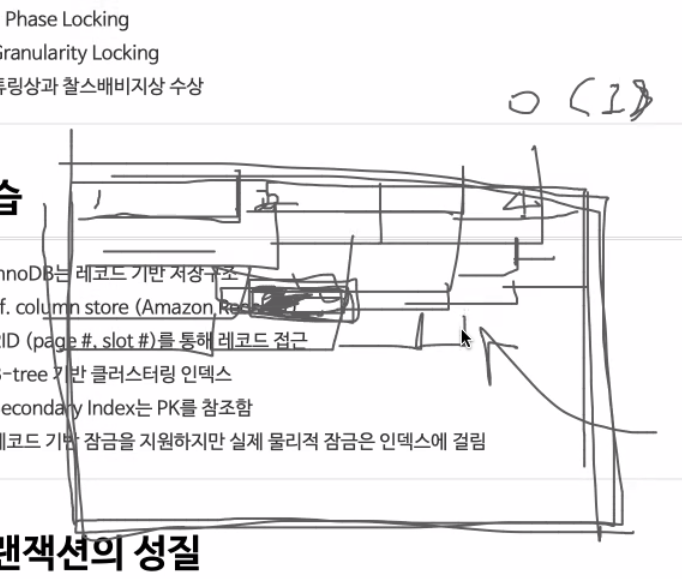 Phase Locking
Granularity Locking
튜링상과 찰스배비지상 수상
O (1)
습
InnoDB는 레코드 기반 저장구조
f. column store (Amazon Redshift)
RID (page #, slot #)를 통해 레코드 접근
B-tree 기반 클러스터링 인덱스
Secondary Index는 PK를 참조함
레코드 기반 잠금을 지원하지만 실제 물리적 잠금은 인덱스에 걸림
랜잭션의 성질